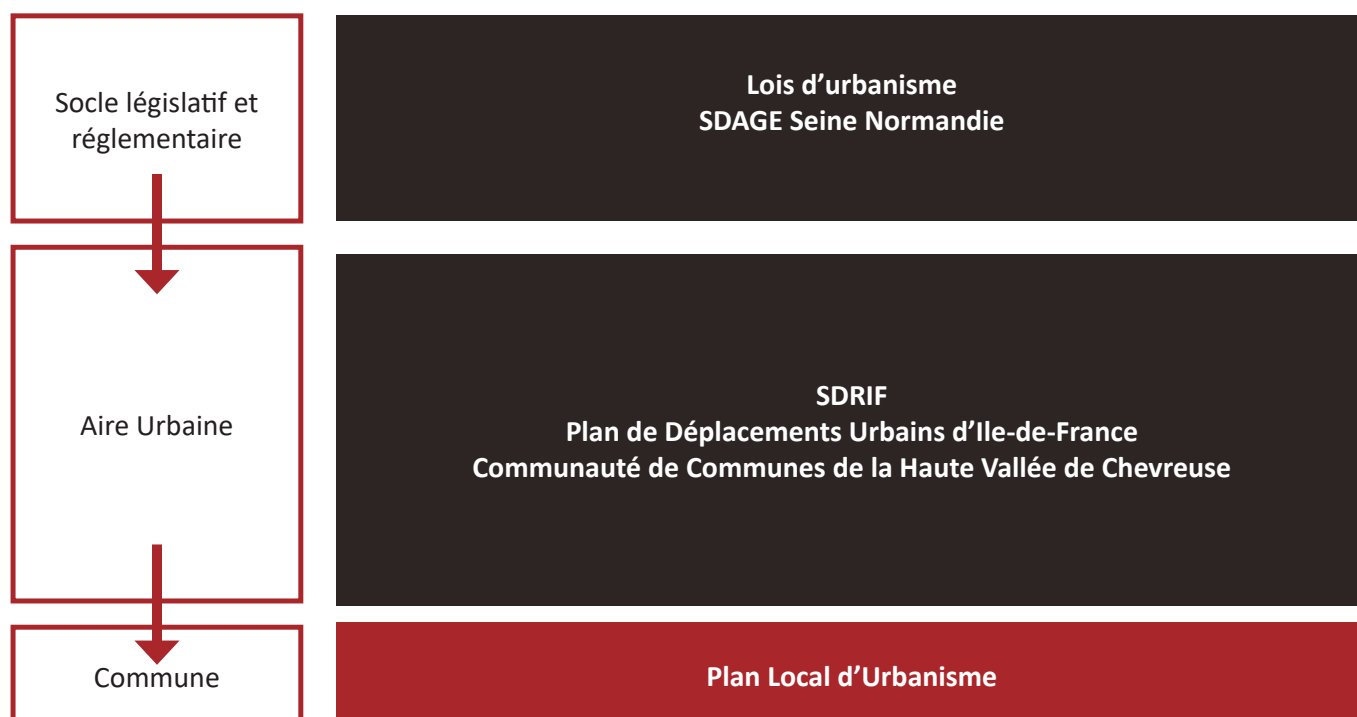 Socle législatif et
réglementaire
Lois d’urbanisme
SDAGE Seine Normandie
Aire Urbaine
SDRIF
Plan de Déplacements Urbains d’Ile-de-France
Communauté de Communes de la Haute Vallée de Chevreuse
Commune
Plan Local d’Urbanisme